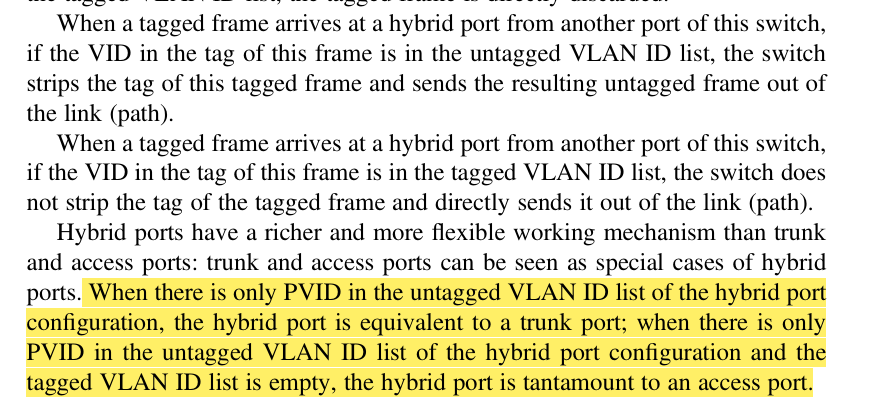 When a tagged frame arrives at a hybrid port from another port of this switch,
if the VID in the tag of this frame is in the untagged VLAN ID list, the switch
strips the tag of this tagged frame and sends the resulting untagged frame out of
the link (path).
When a tagged frame arrives at a hybrid port from another port of this switch,
if the VID in the tag of this frame is in the tagged VLAN ID list, the switch does
not strip the tag of the tagged frame and directly sends it out of the link (path).
Hybrid ports have a richer and more flexible working mechanism than trunk
and access ports: trunk and access ports can be seen as special cases of hybrid
ports. When there is only PVID in the untagged VLAN ID list of the hybrid port
configuration, the hybrid port is equivalent to a trunk port; when there is only
PVID in the untagged VLAN ID list of the hybrid port configuration and the
tagged VLAN ID list is empty, the hybrid port is tantamount to an access port.